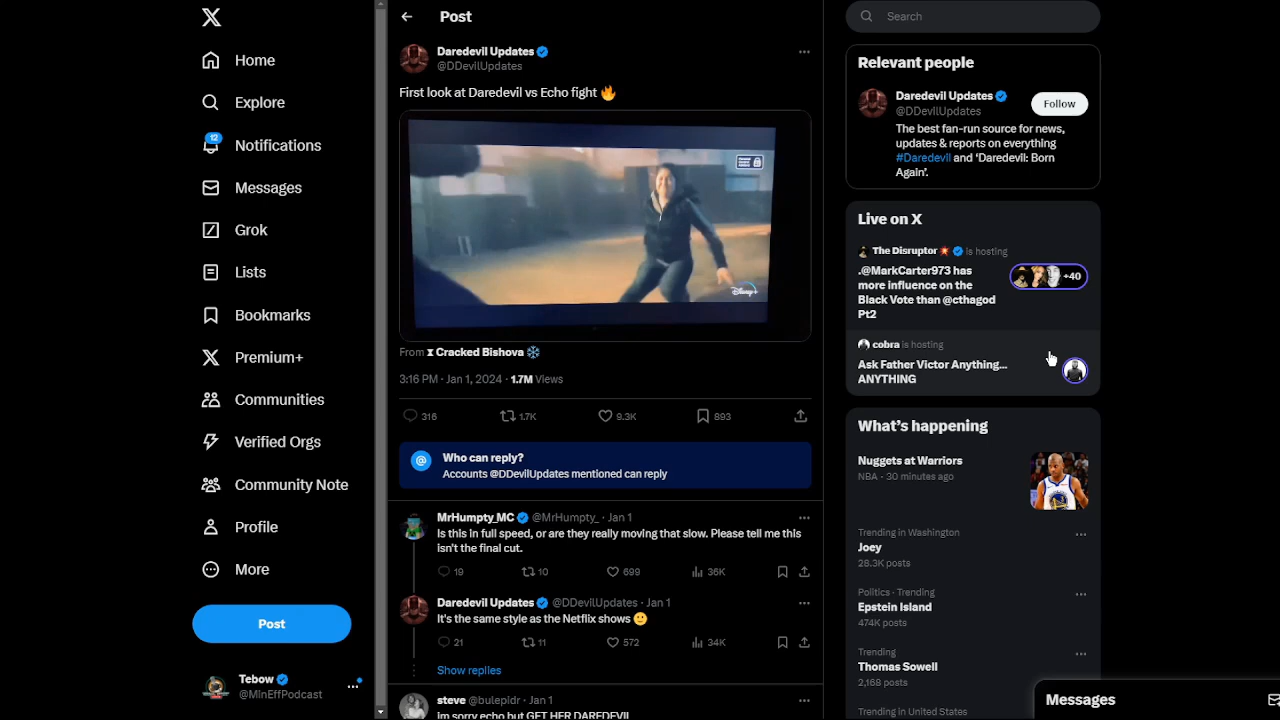 Home
Explore
12
Notifications
Messages
Grok
Lists
Bookmarks
Premium+
Communities
Verified Orgs
Community Note
Profile
More
Post
Tebow
@MinEffPodcast
Post
Daredevil Updates
@DDevilUpdates
First look at Daredevil vs Echo fight 🔥
Disney+
From Cracked Bishova ❄️
3:16 PM · Jan 1, 2024 · 1.7M Views
316 1.7K 9.3K 893
Who can reply?
Accounts @DDevilUpdates mentioned can reply
MrHumpty_MC @MrHumpty_ · Jan 1
Is this in full speed, or are they really moving that slow. Please tell me this
isn't the final cut.
19 10 699 36K
Daredevil Updates @DDevilUpdates · Jan 1
It's the same style as the Netflix shows 🙂
21 11 572 34K
Show replies
steve @bulepidr · Jan 1
im sorry echo but GET HER DAREDEVIL
Search
Relevant people
Daredevil Updates
@DDevilUpdates
Follow
The best fan-run source for news,
updates & reports on everything
#Daredevil and 'Daredevil: Born
Again'.
Live on X
The Disruptor💥 is hosting
.@MarkCarter973 has
more influence on the
Black Vote than @cthagod
Pt2
+40
cobra is hosting
Ask Father Victor Anything...
ANYTHING
What's happening
Nuggets at Warriors
NBA · 30 minutes ago
Trending in Washington
Joey
28.3K posts
Politics · Trending
Epstein Island
474K posts
Trending
Thomas Sowell
2,168 posts
Trending in United States
Messages